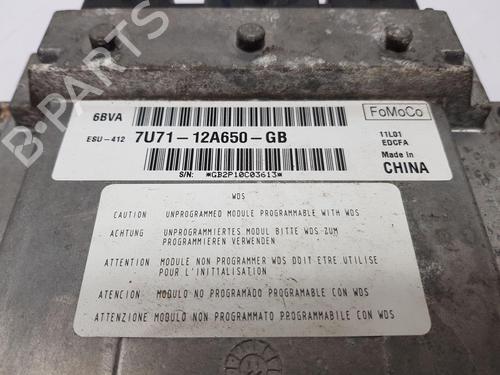 6BVA
FoMoCo
ESU-412 7U71-12A650-GB
11L01
EDCFA
Made in
CHINA
S/N: *GB2P10C03613*
WDS
CAUTION UNPROGRAMMED MODULE PROGRAMMABLE WITH WDS
ACHTUNG UNPROGRAMMIERTES MODUL BITTE WDS ZUM
PROGRAMMIEREN VERWENDEN
ATTENTION MODULE NON PROGRAMMER WDS DOIT ETRE UTILISE
POUR L'INITIALISATION
ATENCION MODULO NO PROGRAMADO PROGRAMABLE CON WDS
ATTENZIONE MODULO NON PROGRAMMATO PROGRAMMABILE CON WDS